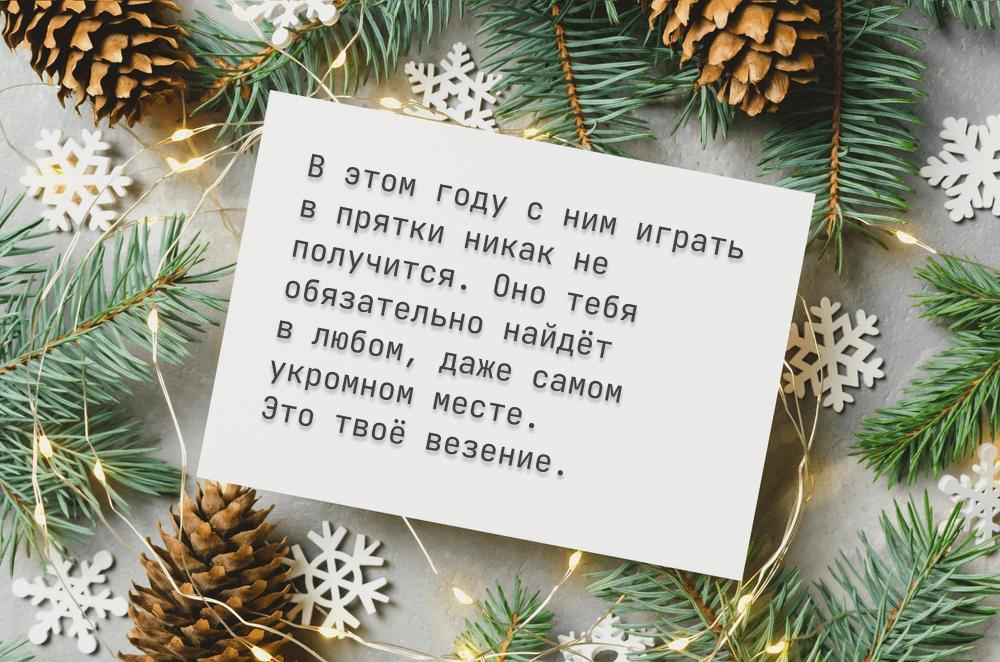 В этом году с ним играть
в прятки никак не
получится. Оно тебя
обязательно найдёт
в любом, даже самом
укромном месте.
Это твоё везение.